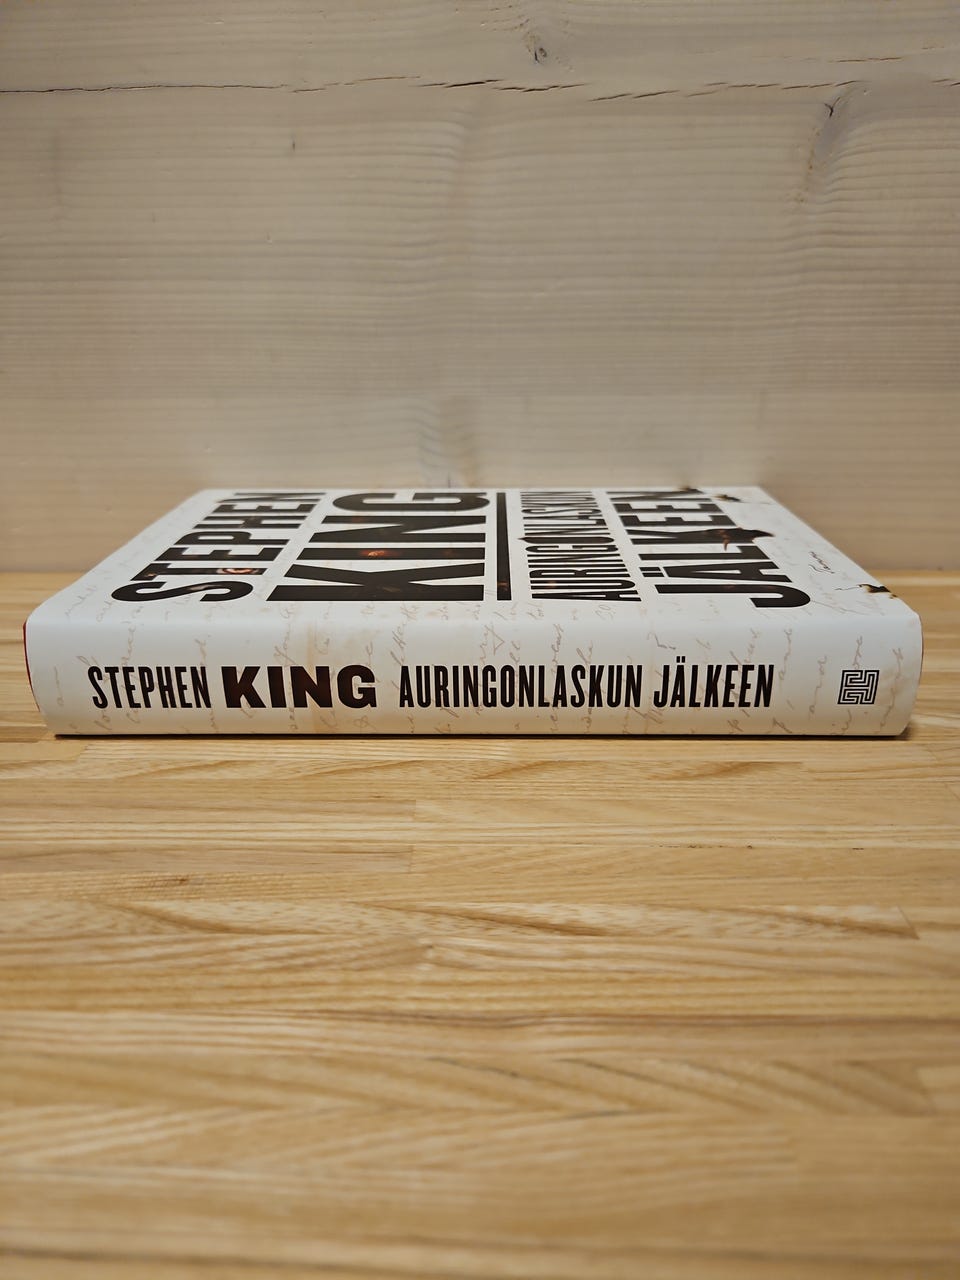 STEPHEN
KING
AURINGONLASKUN
JÄLKEEN
STEPHEN KING AURINGONLASKUN JÄLKEEN